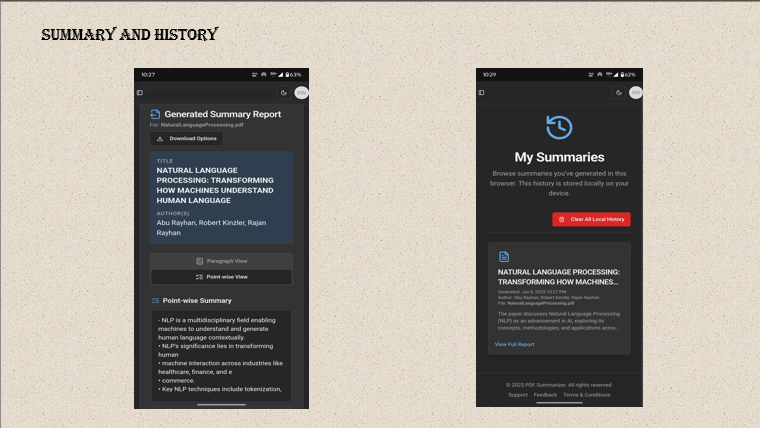 SUMMARY AND HISTORY
10:27
63%
SW
Generated Summary Report
For: NaturalLanguageProcessing.pdf
Download Options
TITLE
NATURAL LANGUAGE
PROCESSING: TRANSFORMING
HOW MACHINES UNDERSTAND
HUMAN LANGUAGE
AUTHOR(S)
Abu Rayhan, Robert Kinzler, Rajan
Rayhan
Paragraph View
Point-wise View
Point-wise Summary
- NLP is a multidisciplinary field enabling
machines to understand and generate
human language contextually.
• NLP's significance lies in transforming
human
• machine interaction across industries like
healthcare, finance, and e
• commerce.
• Key NLP techniques include tokenization,
10:29
62%
SW
My Summaries
Browse summaries you've generated in this
browser. This history is stored locally on your
device.
Clear All Local History
NATURAL LANGUAGE PROCESSING:
TRANSFORMING HOW MACHINES...
Generated: Jun 6, 2025 10:27 PM
Author: Abu Rayhan, Robert Kinzler, Rajan Rayhan
File: NaturalLanguageProcessing.pdf
The paper discusses Natural Language Processing
(NLP) as an advancement in AI, exploring its
concepts, methodologies, and applications across...
View Full Report
© 2025 PDF Summarizer. All rights reserved.
Support Feedback Terms & Conditions